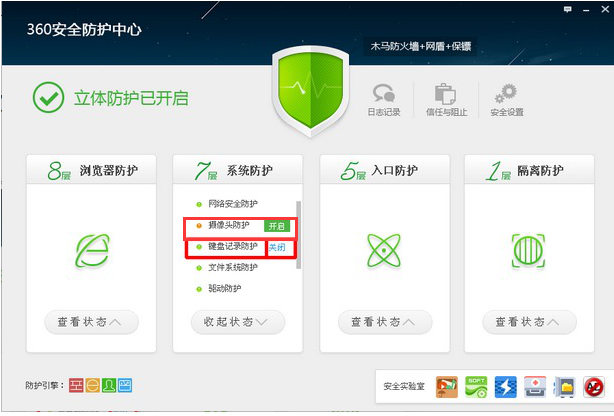 360安全防护中心
木马防火墙+网盾+保镖
立体防护已开启
日志记录
信任与阻止
安全设置
8层 浏览器防护
7层 系统防护
5层 入口防护
1层 隔离防护
网络安全防护
摄像头防护 开启
键盘记录防护 关闭
文件系统防护
驱动防护
查看状态
收起状态
查看状态
查看状态
防护引擎:
安全实验室
SOFT